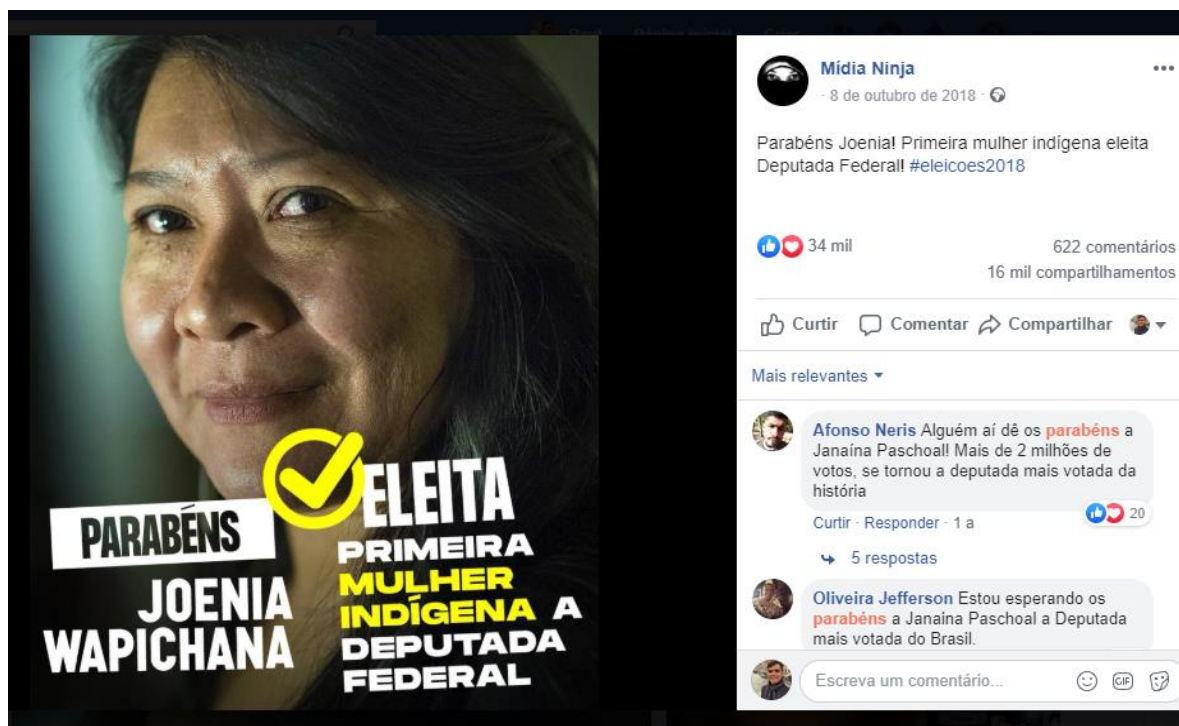 PARABÉNS
JOENIA
WAPICHANA
ELEITA
PRIMEIRA
MULHER
INDÍGENA A
DEPUTADA
FEDERAL
Mídia Ninja
· 8 de outubro de 2018 ·
Parabéns Joenia! Primeira mulher indígena eleita
Deputada Federal! #eleicoes2018
34 mil
622 comentários
16 mil compartilhamentos
Curtir Comentar Compartilhar
Mais relevantes
Afonso Neris Alguém aí dê os parabéns a
Janaína Paschoal! Mais de 2 milhões de
votos, se tornou a deputada mais votada da
história
20
Curtir · Responder · 1 a
5 respostas
Oliveira Jefferson Estou esperando os
parabéns a Janaina Paschoal a Deputada
mais votada do Brasil.
Escreva um comentário...
GIF